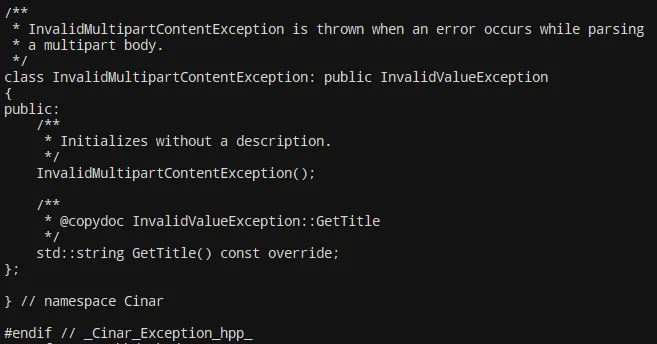 /**
 * InvalidMultipartContentException is thrown when an error occurs while parsing
 * a multipart body.
 */
class InvalidMultipartContentException: public InvalidValueException
{
public:
    /**
     * Initializes without a description.
     */
    InvalidMultipartContentException();

    /**
     * @copydoc InvalidValueException::GetTitle
     */
    std::string GetTitle() const override;
};

} // namespace Cinar

#endif // _Cinar_Exception_hpp_